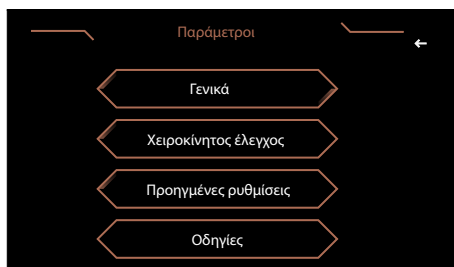 Παράμετροι
Γενικά
Χειροκίνητος έλεγχος
Προηγμένες ρυθμίσεις
Οδηγίες